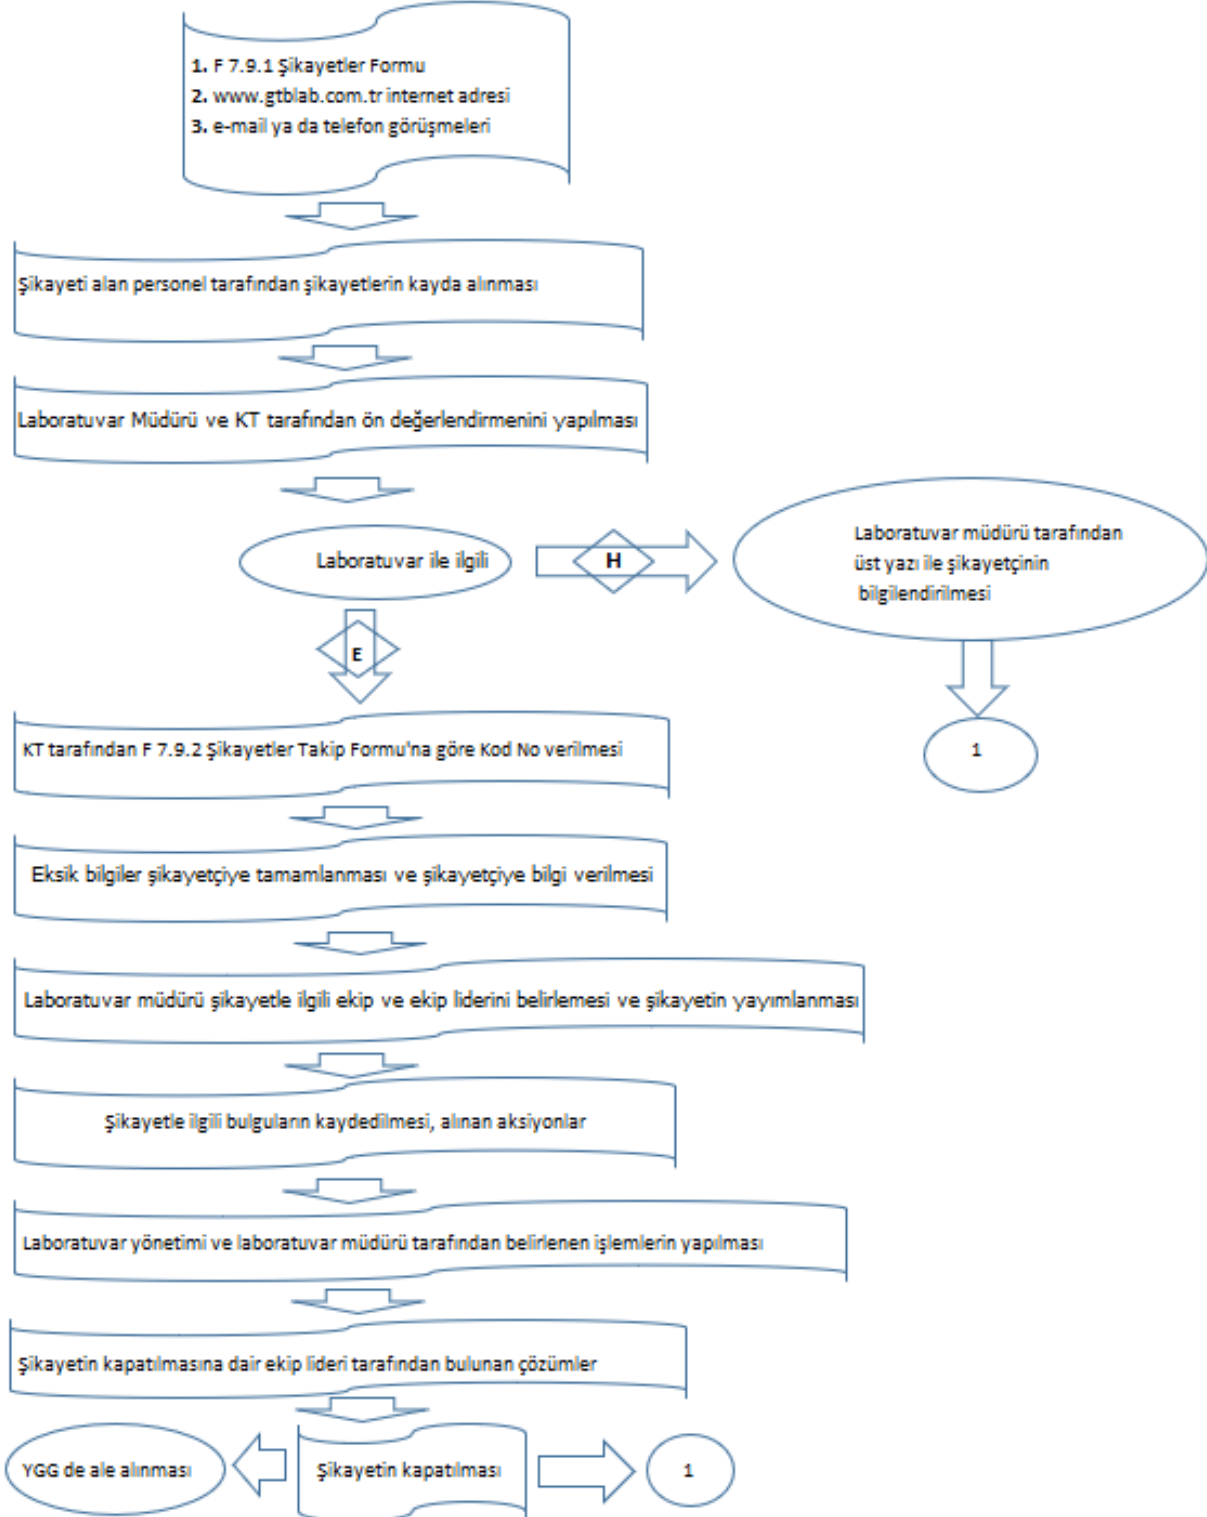 1. F 7.9.1 Şikayetler Formu
2. www.gtblab.com.tr internet adresi
3. e-mail ya da telefon görüşmeleri
Şikayeti alan personel tarafından şikayetlerin kayda alınması
Laboratuvar Müdürü ve KT tarafından ön değerlendirmenini yapılması
Laboratuvar ile ilgili
H
Laboratuvar müdürü tarafından
üst yazı ile şikayetçinin
bilgilendirilmesi
E
1
KT tarafından F 7.9.2 Şikayetler Takip Formu'na göre Kod No verilmesi
Eksik bilgiler şikayetçiye tamamlanması ve şikayetçiye bilgi verilmesi
Laboratuvar müdürü şikayetle ilgili ekip ve ekip liderini belirlemesi ve şikayetin yayımlanması
Şikayetle ilgili bulguların kaydedilmesi, alınan aksiyonlar
Laboratuvar yönetimi ve laboratuvar müdürü tarafından belirlenen işlemlerin yapılması
Şikayetin kapatılmasına dair ekip lideri tarafından bulunan çözümler
YGG de ale alınması
Şikayetin kapatılması
1